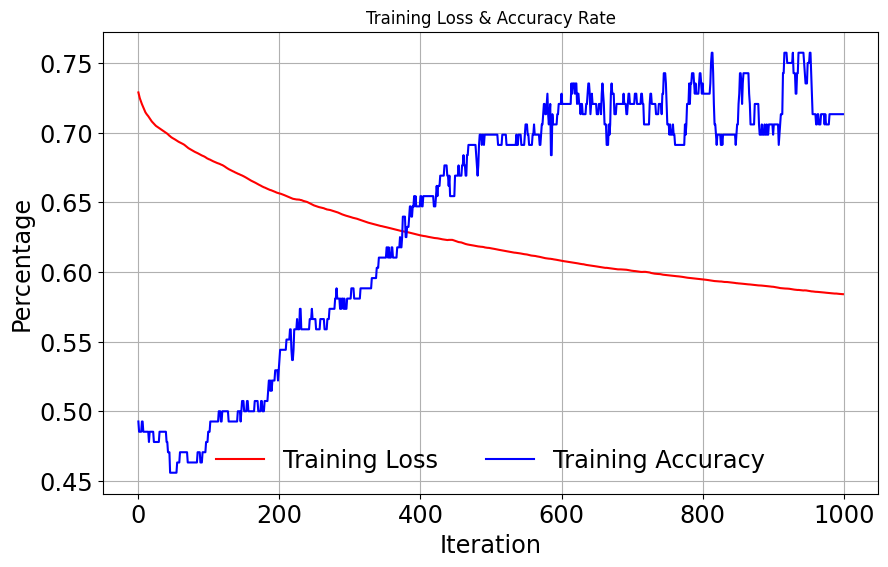 Training Loss & Accuracy Rate
Percentage
0.75
0.70
0.65
0.60
0.55
0.50
0.45
Training Loss
Training Accuracy
0
200
400
600
800
1000
Iteration